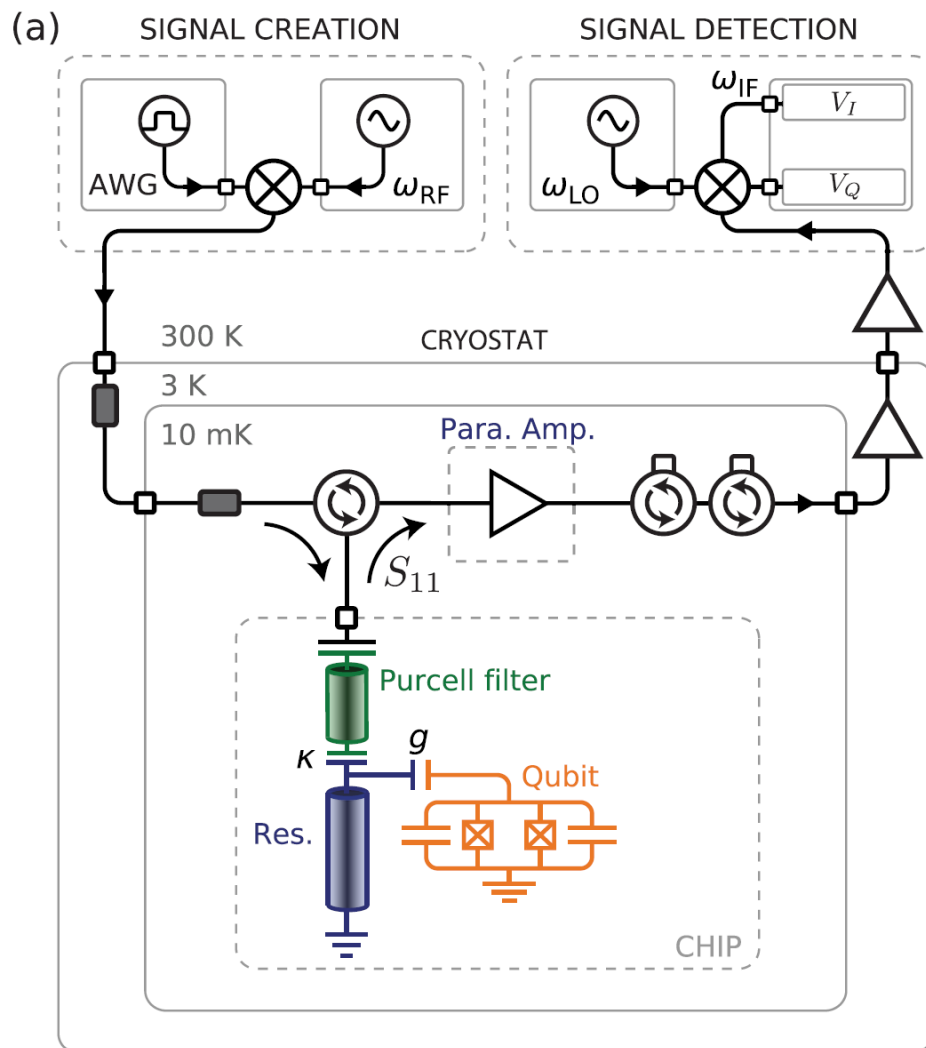 (a)
SIGNAL CREATION
SIGNAL DETECTION
AWG
ω_RF
ω_LO
ω_IF
V_I
V_Q
300 K
CRYOSTAT
3 K
10 mK
Para. Amp.
S_11
Purcell filter
κ
g
Qubit
Res.
CHIP